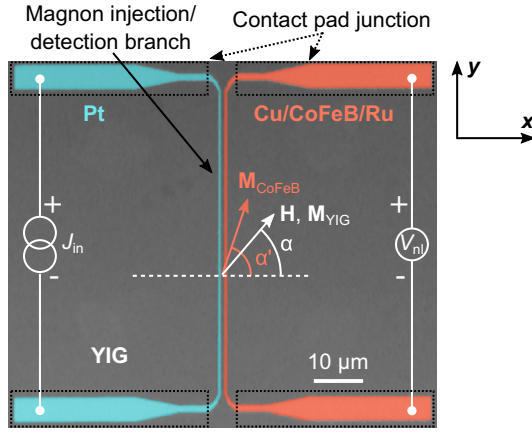 Magnon injection/
detection branch
Contact pad junction
y
x
Pt
Cu/CoFeB/Ru
M_CoFeB
H, M_YIG
+
J_in
-
α
α'
+
V_nl
-
YIG
10 µm